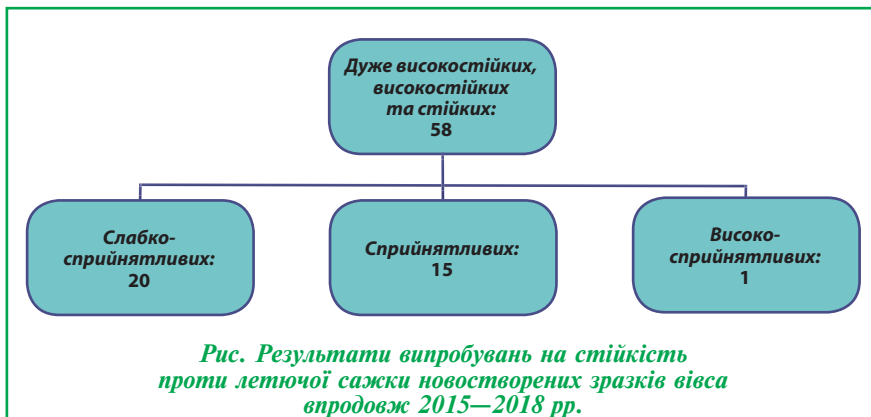 Дуже високостійких,
високостійких
та стійких:
58
Слабко-
сприйнятливих:
20
Сприйнятливих:
15
Високо-
сприйнятливих:
1
Рис. Результати випробувань на стійкість
проти летючої сажки новостворених зразків вівса
впродовж 2015—2018 рр.